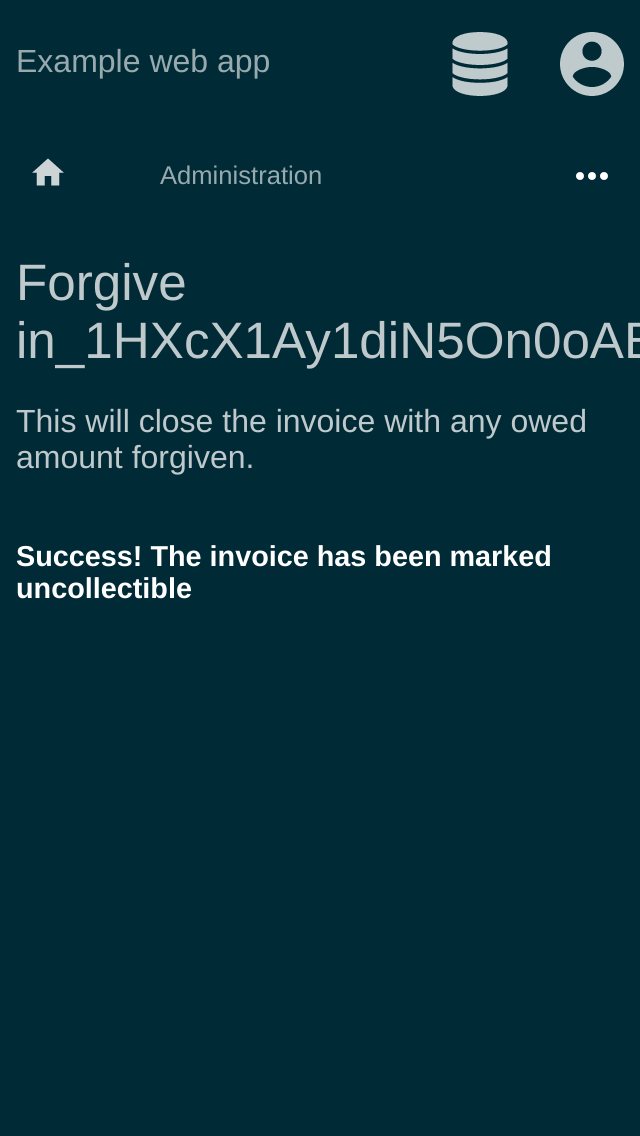 Example web app
Administration
Forgive
in_1HXcX1Ay1diN5On0oAE
This will close the invoice with any owed
amount forgiven.
Success! The invoice has been marked
uncollectible